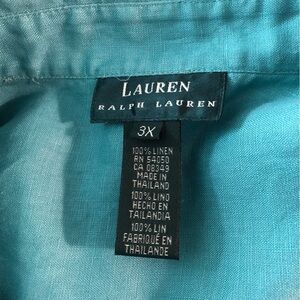 LAUREN
RALPH LAUREN
3X
100% LINEN
RN 54050
CA 08349
MADE IN
THAILAND
100% LINO
HECHO EN
TAILANDIA
100% LIN
FABRIQUÉ EN
THAILANDE